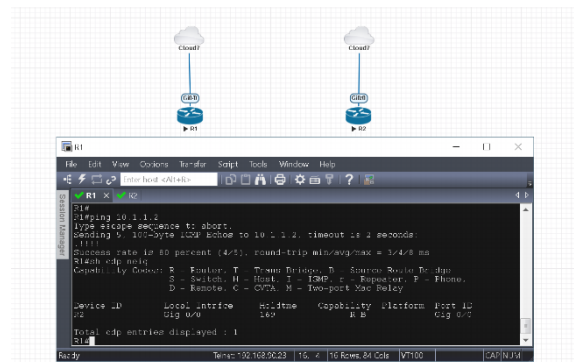 Cloud7 Cloud7
Gi0/0 Gi0/0
R1 R2
R1
File Edit View Options Transfer Script Tools Window Help
Enter host <Alt+R>
Session Manager
R1 R2
R1#
R1#ping 10.1.1.2
Type escape sequence to abort.
Sending 5, 100-byte ICMP Echos to 10.1.1.2, timeout is 2 seconds:
.!!!!
Success rate is 80 percent (4/5), round-trip min/avg/max = 3/4/8 ms
R1#sh cdp neig
Capability Codes: R - Router, T - Trans Bridge, B - Source Route Bridge
S - Switch, H - Host, I - IGMP, r - Repeater, P - Phone,
D - Remote, C - CVTA, M - Two-port Mac Relay
Device ID Local Intrfce Holdtme Capability Platform Port ID
R2 Gig 0/0 169 R B Gig 0/0
Total cdp entries displayed : 1
R1#
Ready Telnet: 192.168.90.23 16, 4 16 Rows, 84 Cols VT100 CAP NUM